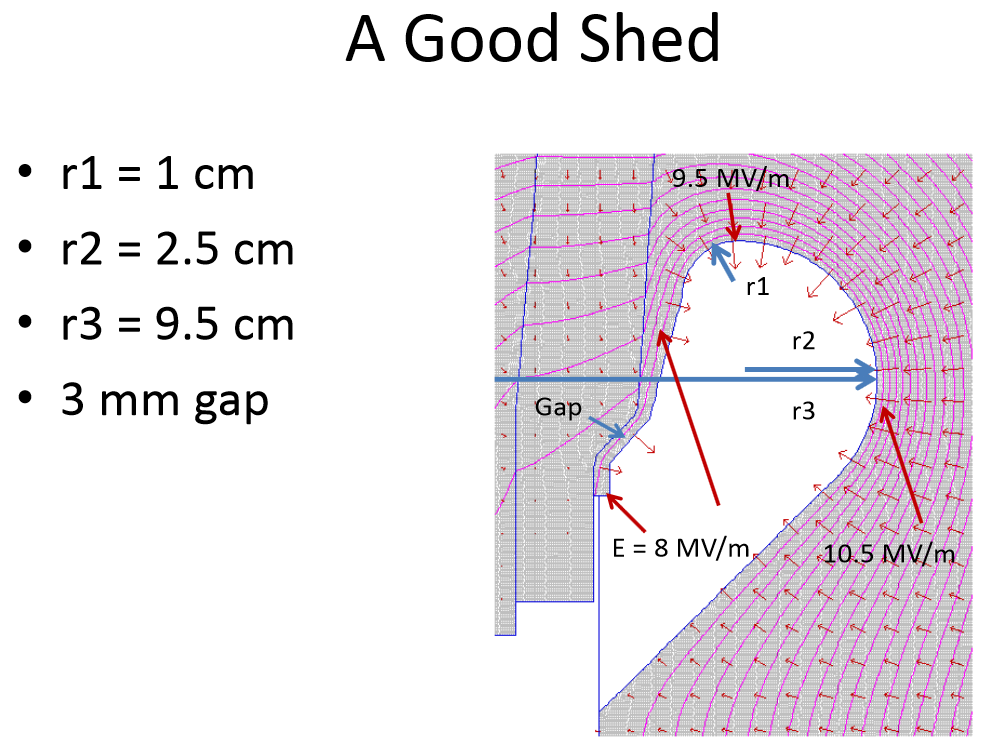 A Good Shed
• r1 = 1 cm
• r2 = 2.5 cm
• r3 = 9.5 cm
• 3 mm gap
9.5 MV/m
r1
r2
Gap
r3
E = 8 MV/m
10.5 MV/m